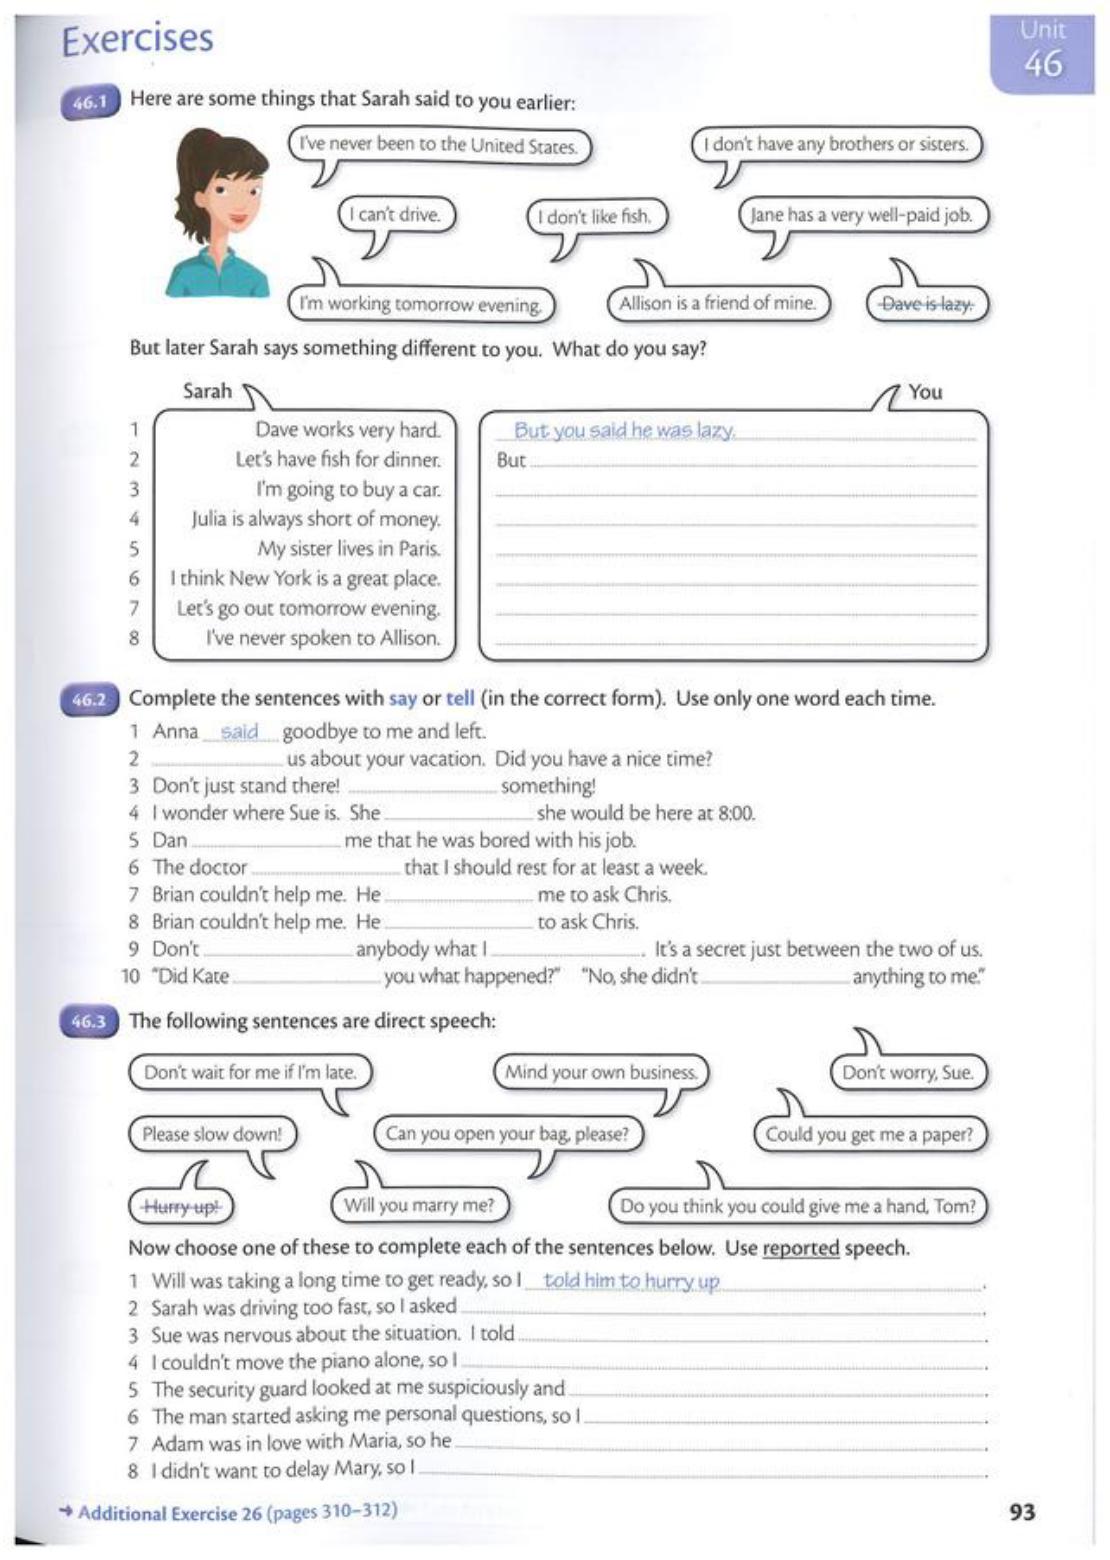 Exercises
Unit
46
46.1 Here are some things that Sarah said to you earlier:
I've never been to the United States.
I don't have any brothers or sisters.
I can't drive.
I don't like fish.
Jane has a very well-paid job.
I'm working tomorrow evening.
Allison is a friend of mine.
Dave is lazy.
But later Sarah says something different to you. What do you say?
Sarah
You
1 Dave works very hard. But you said he was lazy.
2 Let's have fish for dinner. But
3 I'm going to buy a car.
4 Julia is always short of money.
5 My sister lives in Paris.
6 I think New York is a great place.
7 Let's go out tomorrow evening.
8 I've never spoken to Allison.
46.2 Complete the sentences with say or tell (in the correct form). Use only one word each time.
1 Anna said goodbye to me and left.
2 us about your vacation. Did you have a nice time?
3 Don't just stand there! something!
4 I wonder where Sue is. She she would be here at 8:00.
5 Dan me that he was bored with his job.
6 The doctor that I should rest for at least a week.
7 Brian couldn't help me. He me to ask Chris.
8 Brian couldn't help me. He to ask Chris.
9 Don't anybody what I . It's a secret just between the two of us.
10 "Did Kate you what happened?" "No, she didn't anything to me."
46.3 The following sentences are direct speech:
Don't wait for me if I'm late.
Mind your own business.
Don't worry, Sue.
Please slow down!
Can you open your bag, please?
Could you get me a paper?
Hurry up!
Will you marry me?
Do you think you could give me a hand, Tom?
Now choose one of these to complete each of the sentences below. Use reported speech.
1 Will was taking a long time to get ready, so I told him to hurry up .
2 Sarah was driving too fast, so I asked .
3 Sue was nervous about the situation. I told .
4 I couldn't move the piano alone, so I .
5 The security guard looked at me suspiciously and .
6 The man started asking me personal questions, so I .
7 Adam was in love with Maria, so he .
8 I didn't want to delay Mary, so I .
➜ Additional Exercise 26 (pages 310–312)
93